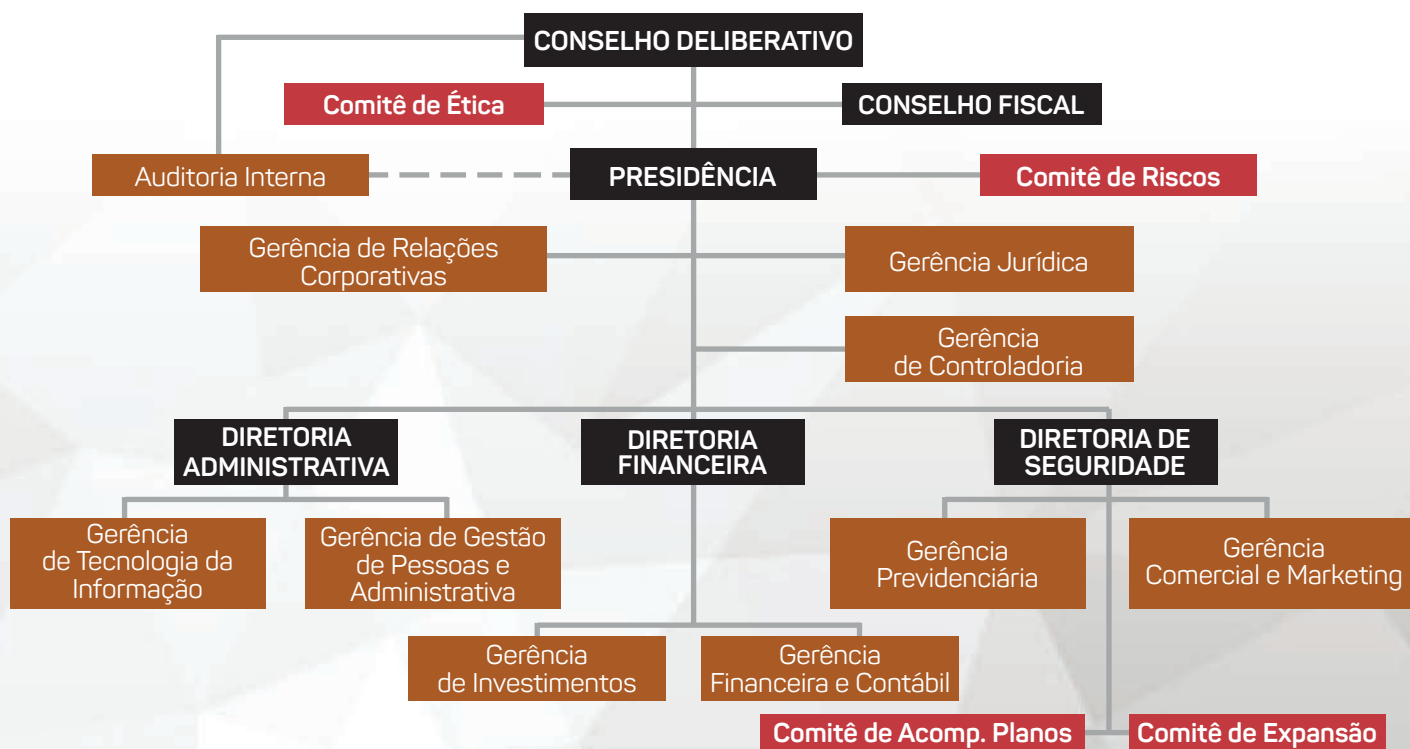 CONSELHO DELIBERATIVO
Comitê de Ética
CONSELHO FISCAL
Auditoria Interna
PRESIDÊNCIA
Comitê de Riscos
Gerência de Relações
Corporativas
Gerência Jurídica
Gerência
de Controladoria
DIRETORIA
ADMINISTRATIVA
DIRETORIA
FINANCEIRA
DIRETORIA DE
SEGURIDADE
Gerência
de Tecnologia da
Informação
Gerência de Gestão
de Pessoas e
Administrativa
Gerência
Previdenciária
Gerência
Comercial e Marketing
Gerência
de Investimentos
Gerência
Financeira e Contábil
Comitê de Acomp. Planos
Comitê de Expansão